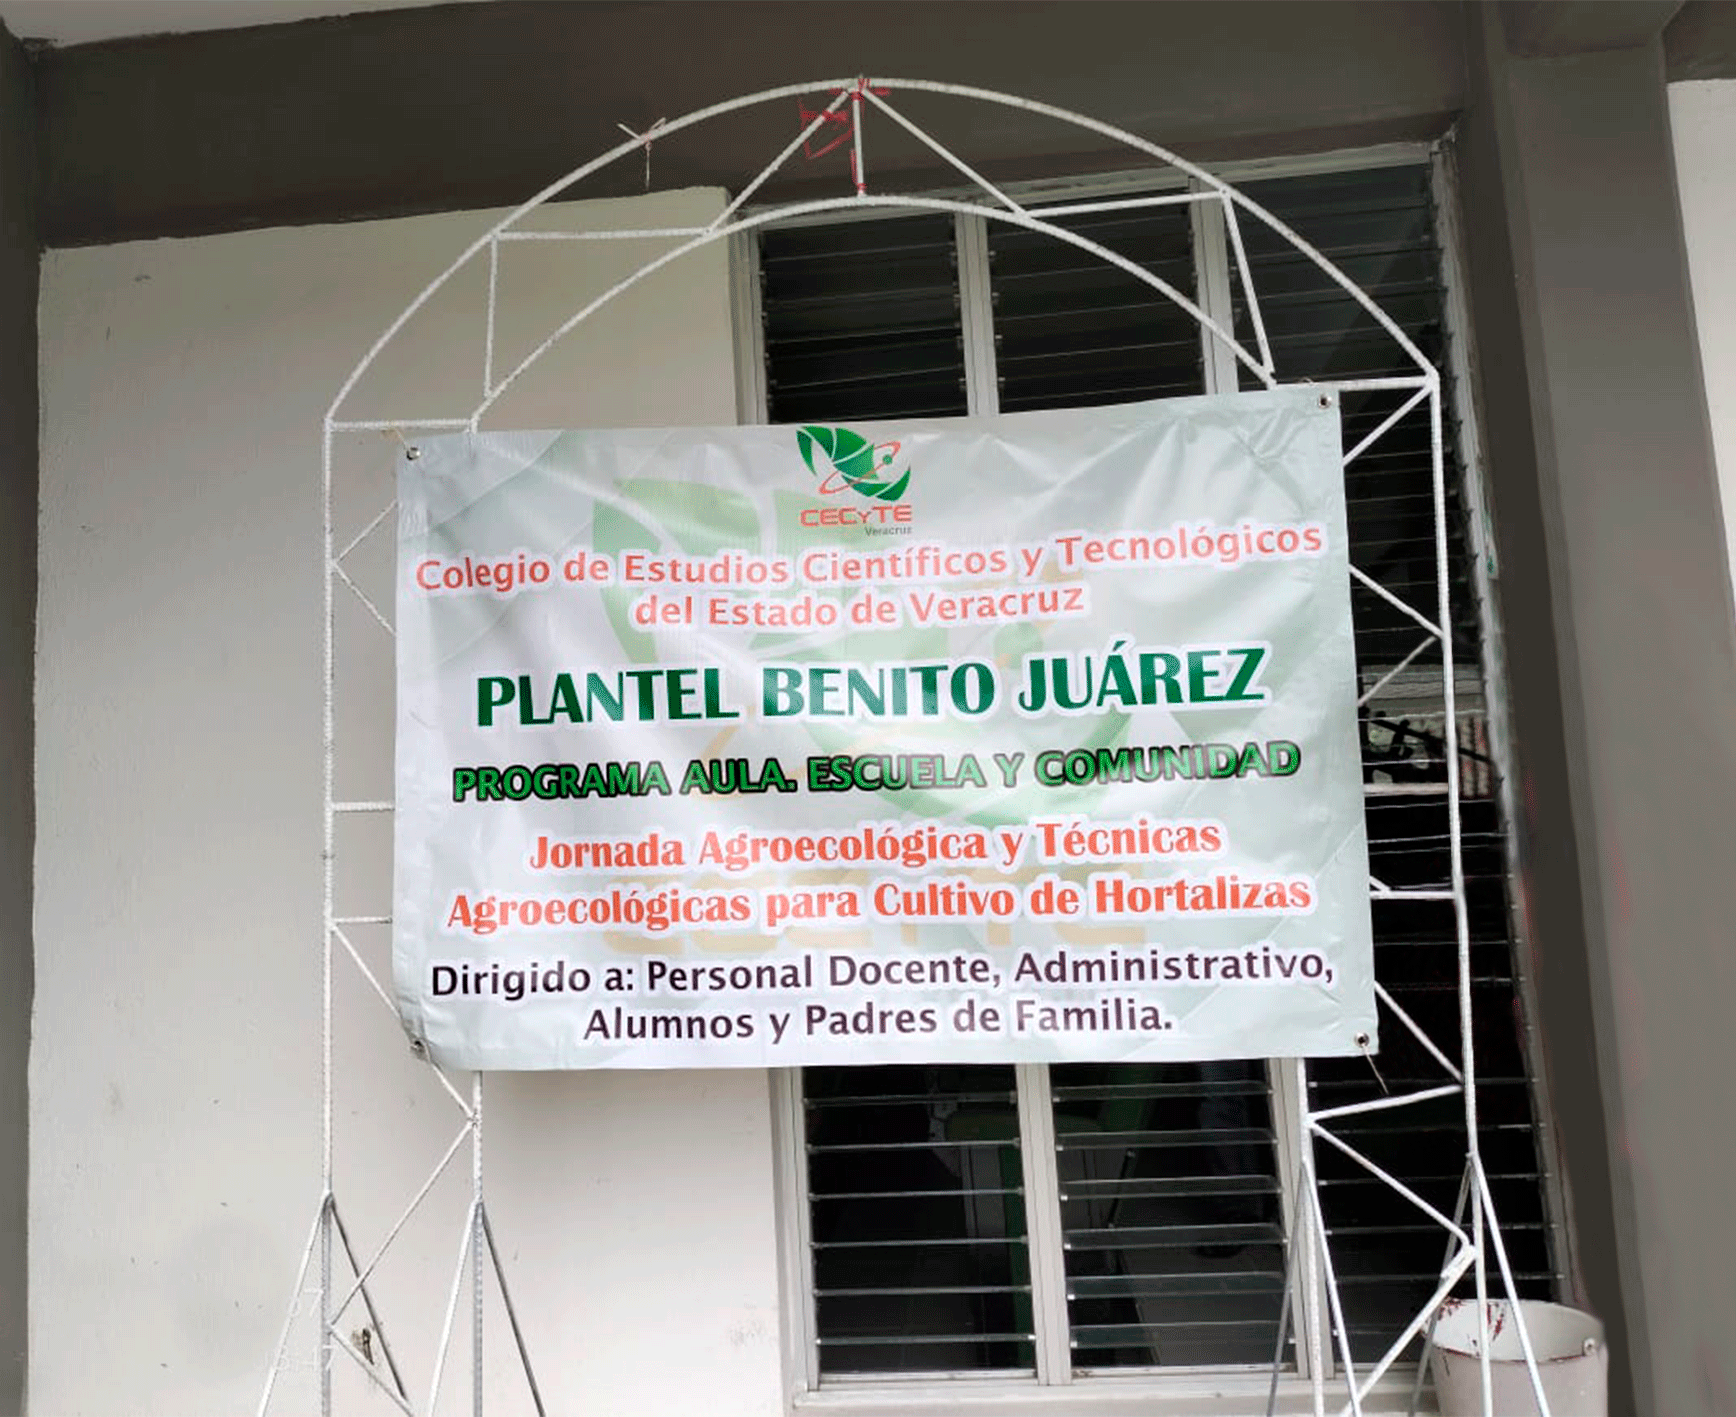 CECyTE
Veracruz
Colegio de Estudios Científicos y Tecnológicos
del Estado de Veracruz
PLANTEL BENITO JUÁREZ
PROGRAMA AULA. ESCUELA Y COMUNIDAD
Jornada Agroecológica y Técnicas
Agroecológicas para Cultivo de Hortalizas
Dirigido a: Personal Docente, Administrativo,
Alumnos y Padres de Familia.